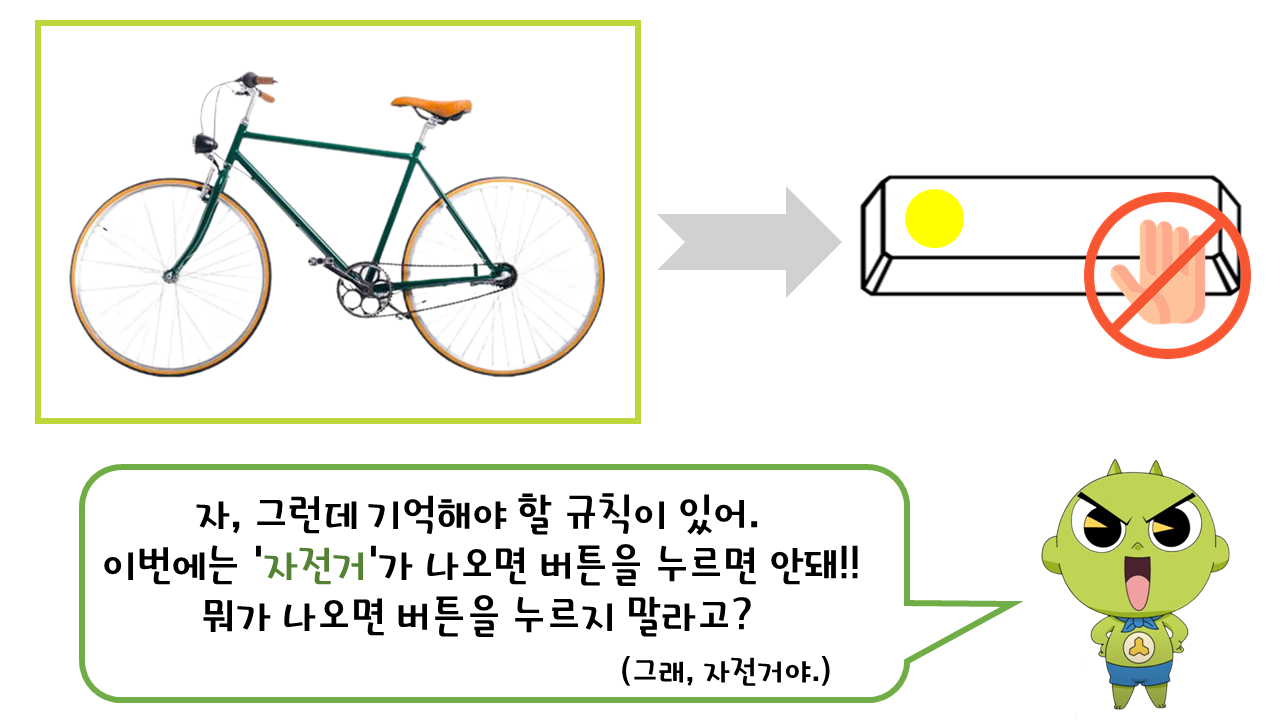 자, 그런데 기억해야 할 규칙이 있어.
이번에는 '자전거'가 나오면 버튼을 누르면 안돼!!
뭐가 나오면 버튼을 누르지 말라고?
(그래, 자전거야.)